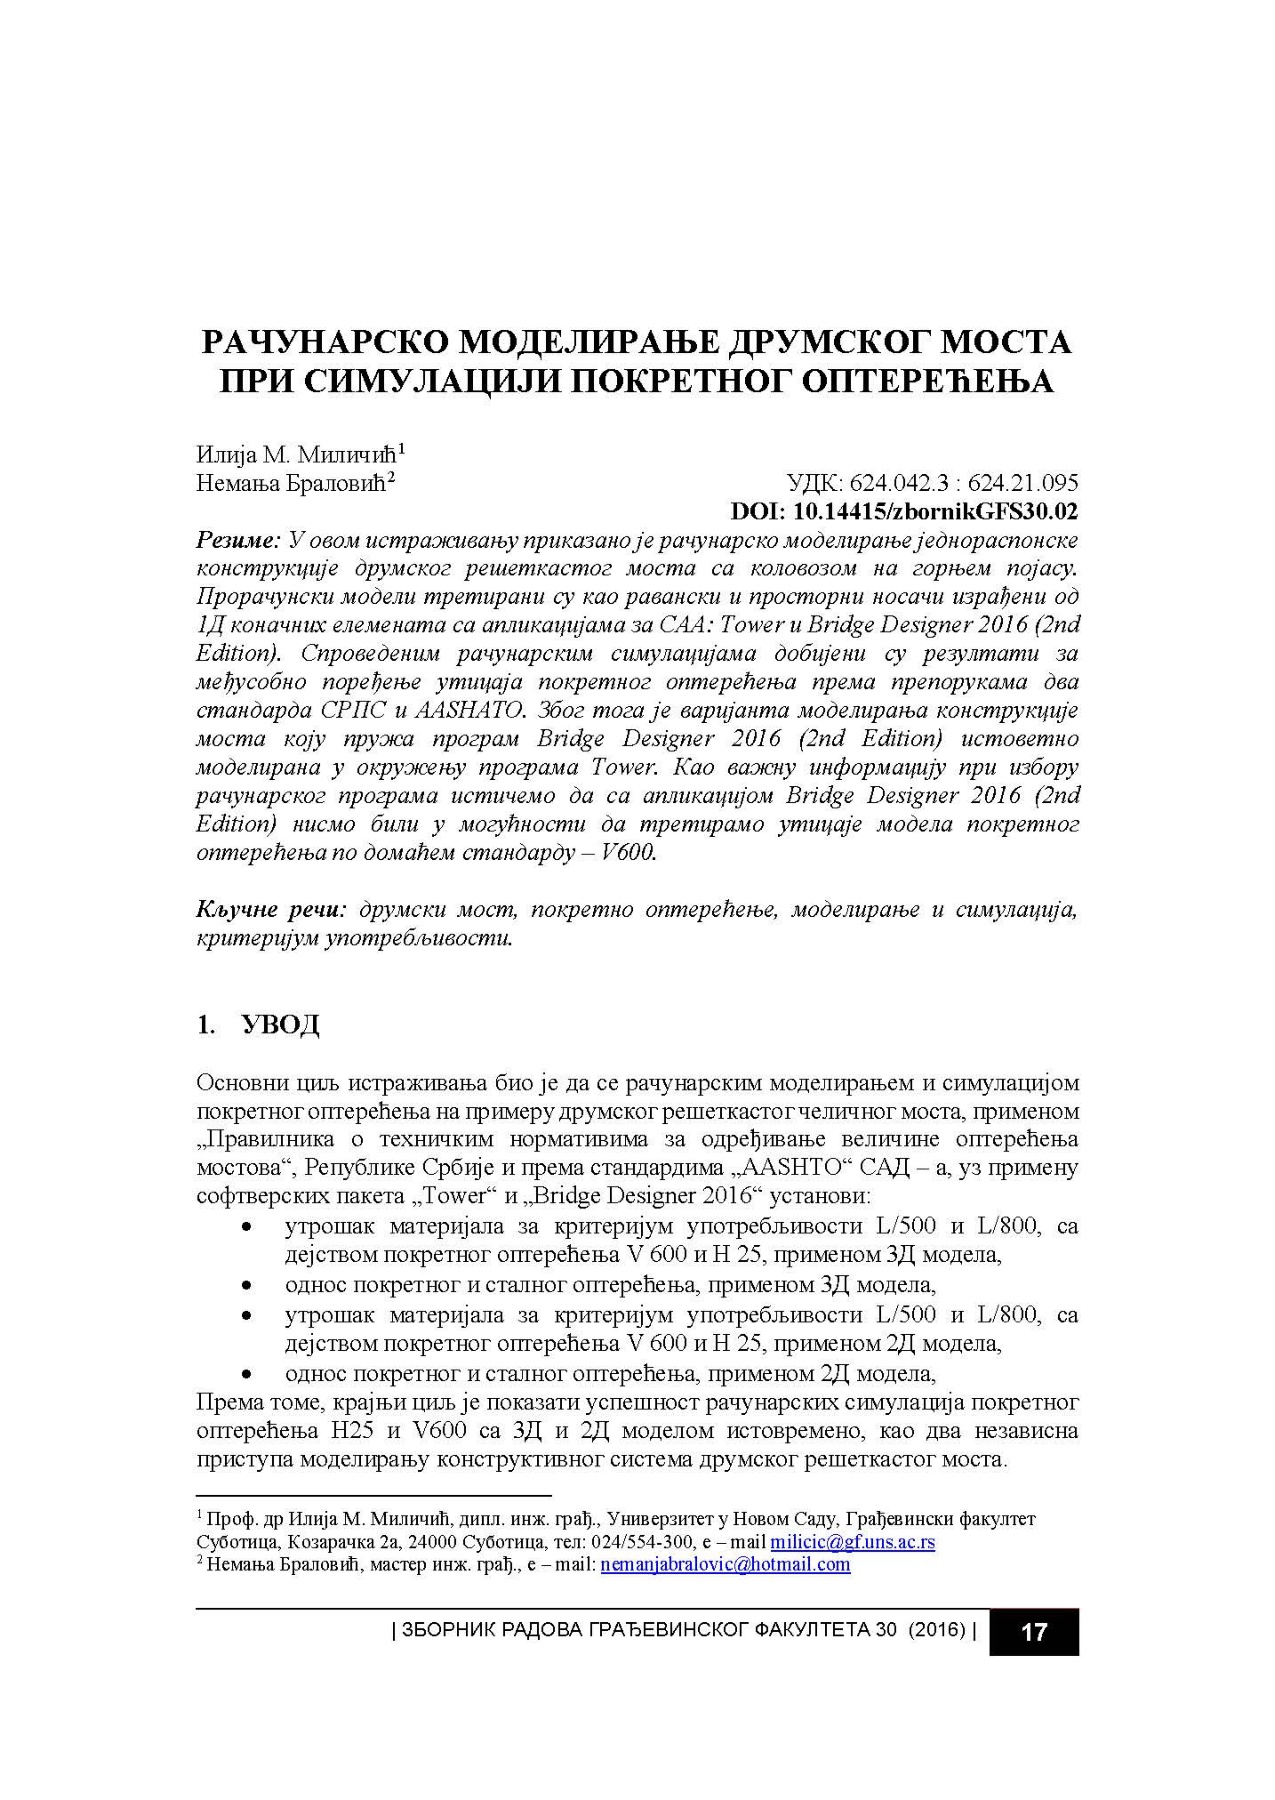 РАЧУНАРСКО МОДЕЛИРАЊЕ ДРУМСКОГ МОСТА
ПРИ СИМУЛАЦИЈИ ПОКРЕТНОГ ОПТЕРЕЋЕЊА
Илија М. Миличић¹
Немања Браловић² УДК: 624.042.3 : 624.21.095
DOI: 10.14415/zbornikGFS30.02
Резиме: У овом истраживању приказано је рачунарско моделирање једнораспонске
конструкције друмског решеткастог моста са коловозом на горњем појасу.
Прорачунски модели третирани су као равански и просторни носачи израђени од
1Д коначних елемената са апликацијама за САА: Tower и Bridge Designer 2016 (2nd
Edition). Спроведеним рачунарским симулацијама добијени су резултати за
међусобно поређење утицаја покретног оптерећења према препорукама два
стандарда СРПС и AASHATO. Због тога је варијанта моделирања конструкције
моста коју пружа програм Bridge Designer 2016 (2nd Edition) истоветно
моделирана у окружењу програма Tower. Као важну информацију при избору
рачунарског програма истичемо да са апликацијом Bridge Designer 2016 (2nd
Edition) нисмо били у могућности да третирамо утицаје модела покретног
оптерећења по домаћем стандарду – V600.
Кључне речи: друмски мост, покретно оптерећење, моделирање и симулација,
критеријум употребљивости.
1. УВОД
Основни циљ истраживања био је да се рачунарским моделирањем и симулацијом
покретног оптерећења на примеру друмског решеткастог челичног моста, применом
„Правилника о техничким нормативима за одређивање величине оптерећења
мостова“, Републике Србије и према стандардима „AASHTO“ САД – а, уз примену
софтверских пакета „Tower“ и „Bridge Designer 2016“ установи:
• утрошак материјала за критеријум употребљивости L/500 и L/800, са
дејством покретног оптерећења V 600 и H 25, применом 3Д модела,
• однос покретног и сталног оптерећења, применом 3Д модела,
• утрошак материјала за критеријум употребљивости L/500 и L/800, са
дејством покретног оптерећења V 600 и H 25, применом 2Д модела,
• однос покретног и сталног оптерећења, применом 2Д модела,
Према томе, крајњи циљ је показати успешност рачунарских симулација покретног
оптерећења H25 и V600 са 3Д и 2Д моделом истовремено, као два независна
приступа моделирању конструктивног система друмског решеткастог моста.
¹ Проф. др Илија М. Миличић, дипл. инж. грађ., Универзитет у Новом Саду, Грађевински факултет
Суботица, Козарачка 2а, 24000 Суботица, тел: 024/554-300, е – mail milicic@gf.uns.ac.rs
² Немања Браловић, мастер инж. грађ., е – mail: nemanjabralovic@hotmail.com
| ЗБОРНИК РАДОВА ГРАЂЕВИНСКОГ ФАКУЛТЕТА 30 (2016) | 17